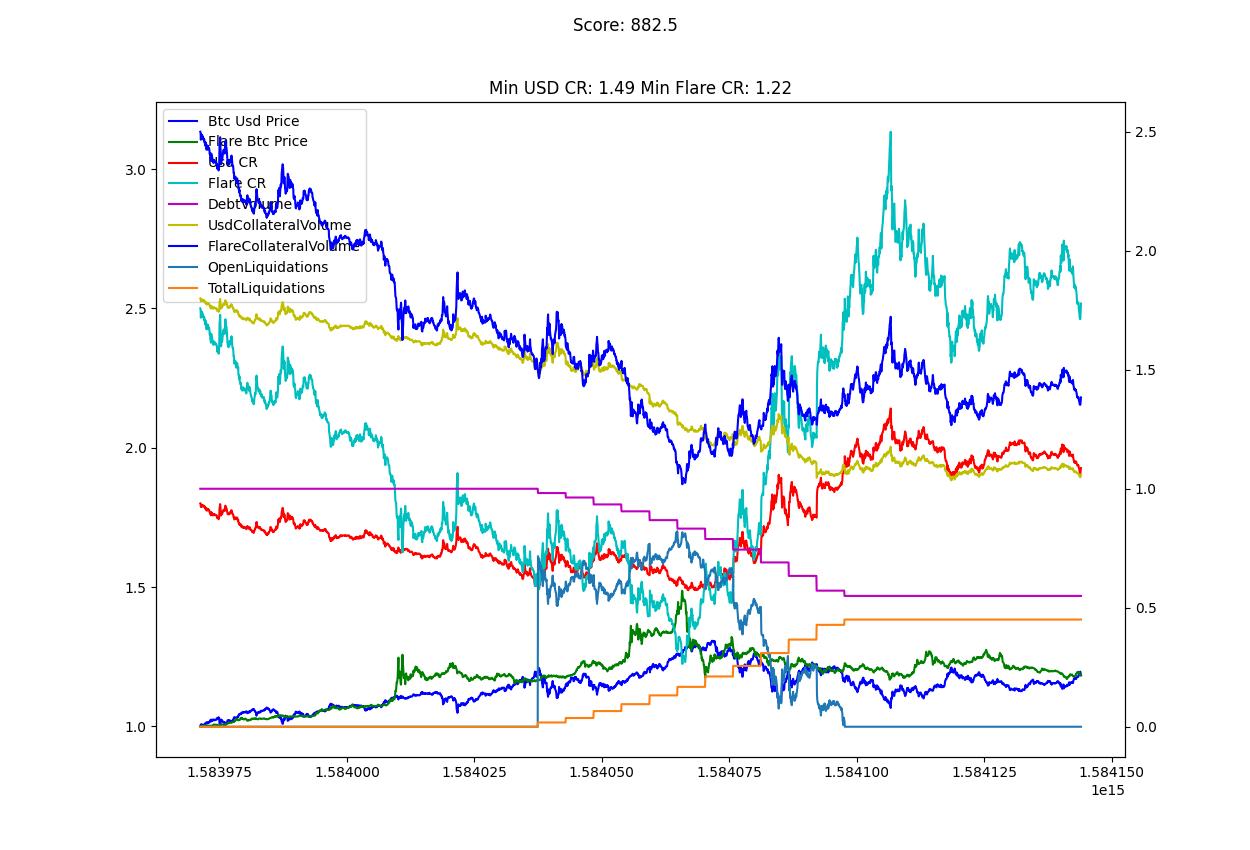 Score: 882.5
Min USD CR: 1.49 Min Flare CR: 1.22
Btc Usd Price
Flare Btc Price
Usd CR
Flare CR
DebtVolume
UsdCollateralVolume
FlareCollateralVolume
OpenLiquidations
TotalLiquidations
3.0
2.5
2.0
1.5
1.0
2.5
2.0
1.5
1.0
0.5
0.0
1.583975 1.584000 1.584025 1.584050 1.584075 1.584100 1.584125 1.584150
1e15